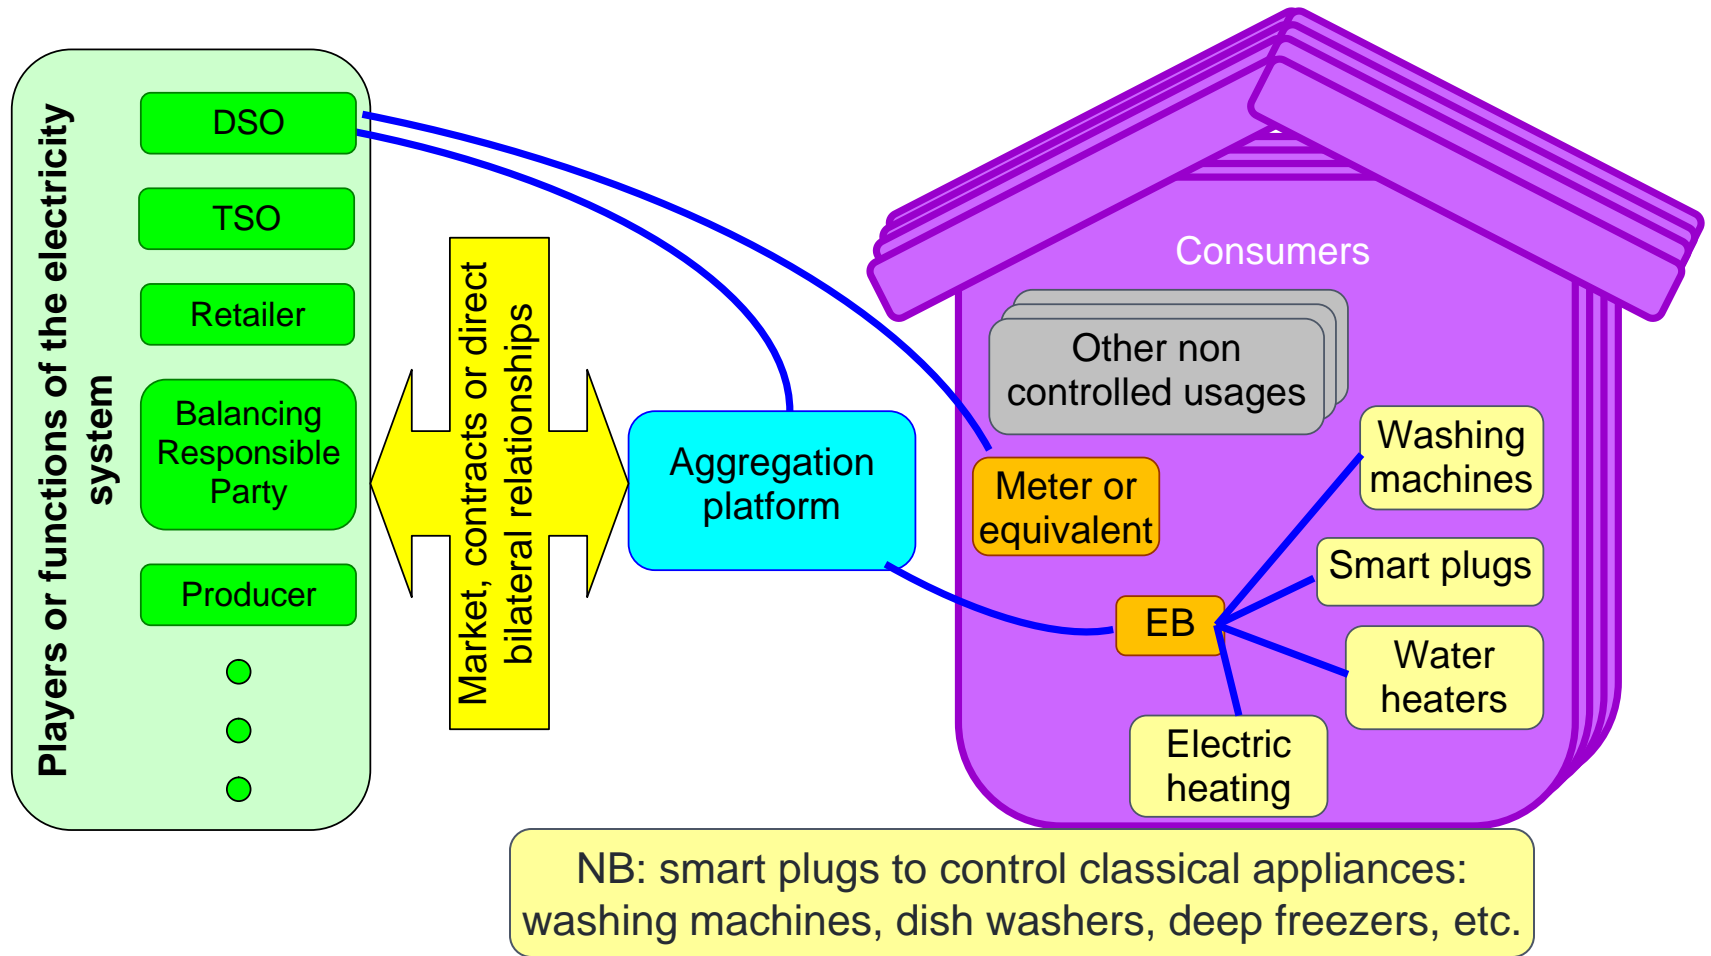 Players or functions of the electricity
system
DSO
TSO
Retailer
Balancing
Responsible
Party
Producer
Market, contracts or direct
bilateral relationships
Aggregation
platform
Consumers
Other non
controlled usages
Meter or
equivalent
EB
Washing
machines
Smart plugs
Water
heaters
Electric
heating
NB: smart plugs to control classical appliances:
washing machines, dish washers, deep freezers, etc.